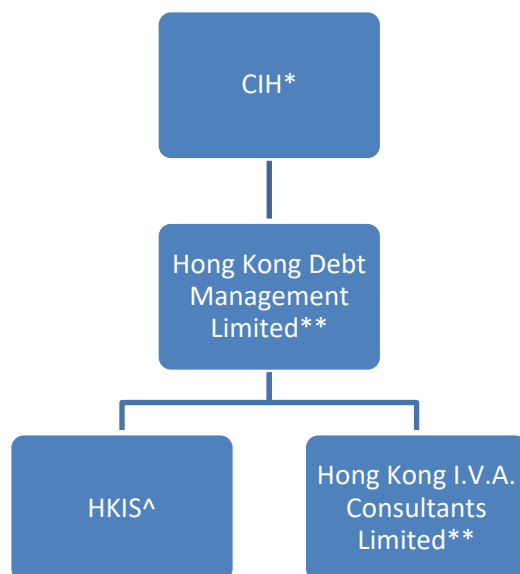 CIH*
Hong Kong Debt
Management
Limited**
HKIS^
Hong Kong I.V.A.
Consultants
Limited**